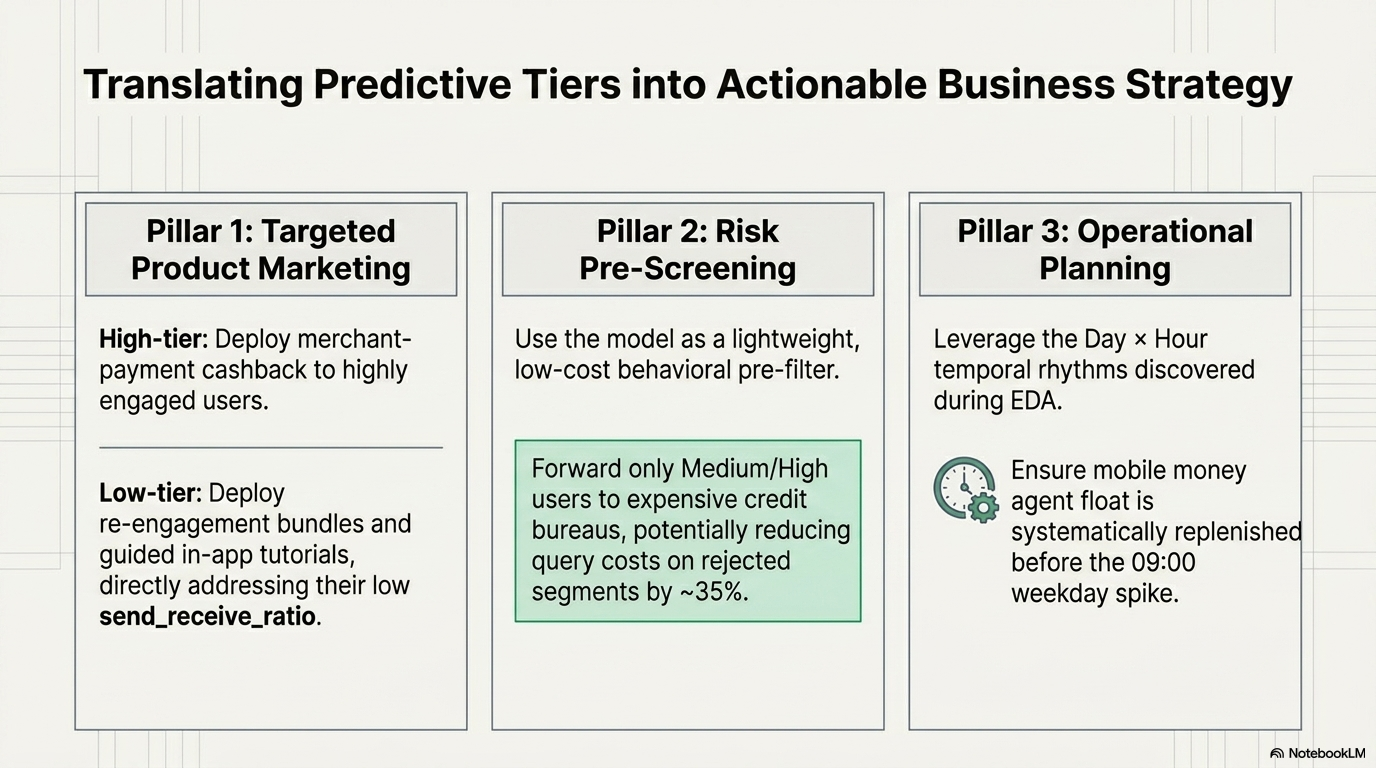 Translating Predictive Tiers into Actionable Business Strategy
Pillar 1: Targeted
Product Marketing
High-tier: Deploy merchant-
payment cashback to highly
engaged users.
Low-tier: Deploy
re-engagement bundles and
guided in-app tutorials,
directly addressing their low
send_receive_ratio.
Pillar 2: Risk
Pre-Screening
Use the model as a lightweight,
low-cost behavioral pre-filter.
Forward only Medium/High
users to expensive credit
bureaus, potentially reducing
query costs on rejected
segments by ~35%.
Pillar 3: Operational
Planning
Leverage the Day × Hour
temporal rhythms discovered
during EDA.
Ensure mobile money
agent float is
systematically replenished
before the 09:00
weekday spike.
NotebookLM